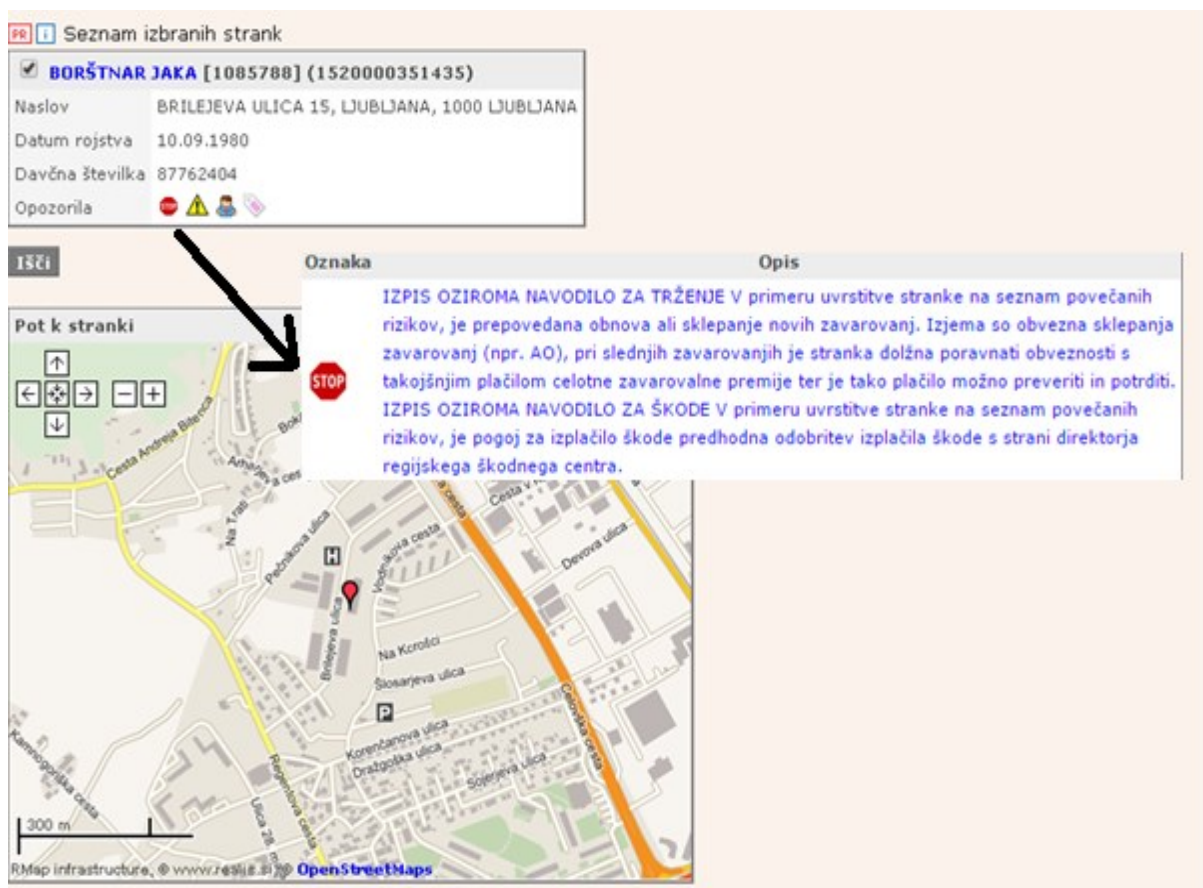 PR i Seznam izbranih strank
BORŠTNAR JAKA [1085788] (1520000351435)
Naslov BRILEJEVA ULICA 15, LJUBLJANA, 1000 LJUBLJANA
Datum rojstva 10.09.1980
Davčna številka 87762404
Opozorila STOP
Išči
Oznaka Opis
IZPIS OZIROMA NAVODILO ZA TRŽENJE V primeru uvrstitve stranke na seznam povečanih
rizikov, je prepovedana obnova ali sklepanje novih zavarovanj. Izjema so obvezna sklepanja
zavarovanj (npr. AO), pri slednjih zavarovanjih je stranka dolžna poravnati obveznosti s
STOP
takojšnjim plačilom celotne zavarovalne premije ter je tako plačilo možno preveriti in potrditi.
IZPIS OZIROMA NAVODILO ZA ŠKODE V primeru uvrstitve stranke na seznam povečanih
rizikov, je pogoj za izplačilo škode predhodna odobritev izplačila škode s strani direktorja
regijskega škodnega centra.
Pot k stranki
Cesta Andreja Bitenca
Na Trati
Pečnikova ulica
H
Vodnikova cesta
Devova ulica
Brilejeva ulica
Na Korošci
Šlosarjeva ulica
P
Korenčanova ulica
Dražgoška ulica
Sojerjeva ulica
Celovška cesta
Regentova cesta
Kamnogoriška cesta
Ulica 28.
300 m
RMap infrastructure, © www.realis.si, © OpenStreetMaps